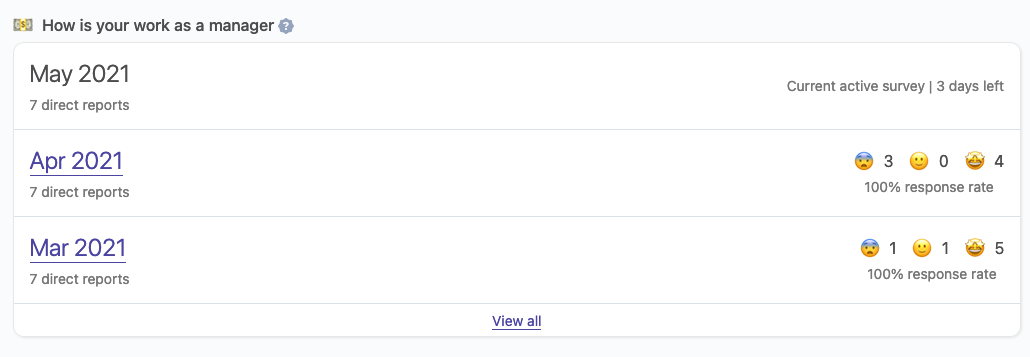 💵 How is your work as a manager ?
May 2021
7 direct reports
Current active survey | 3 days left
Apr 2021
7 direct reports
😨 3 🙂 0 🤩 4
100% response rate
Mar 2021
7 direct reports
😨 1 🙂 1 🤩 5
100% response rate
View all